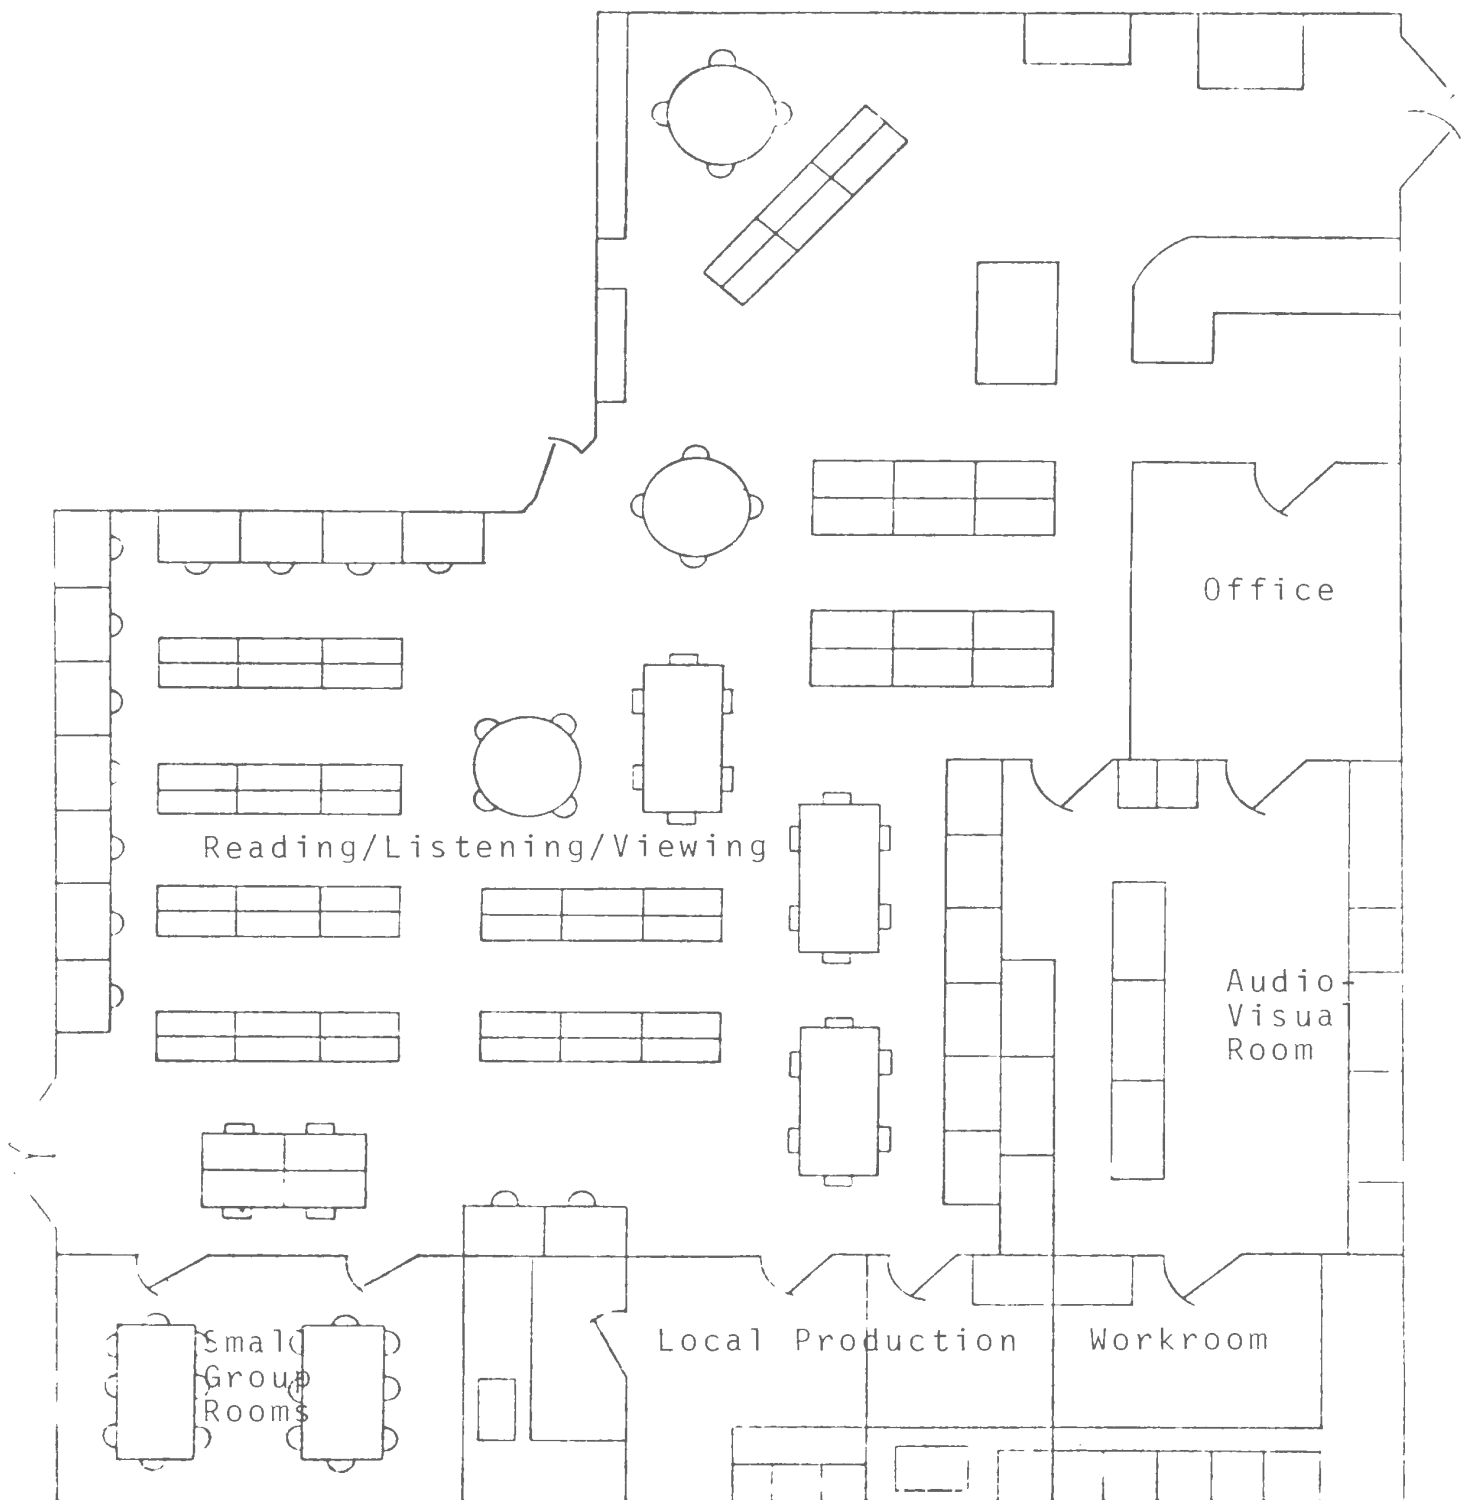 Office
Reading/Listening/Viewing
Audio-
Visual
Room
Small
Group
Rooms
Local Production
Workroom